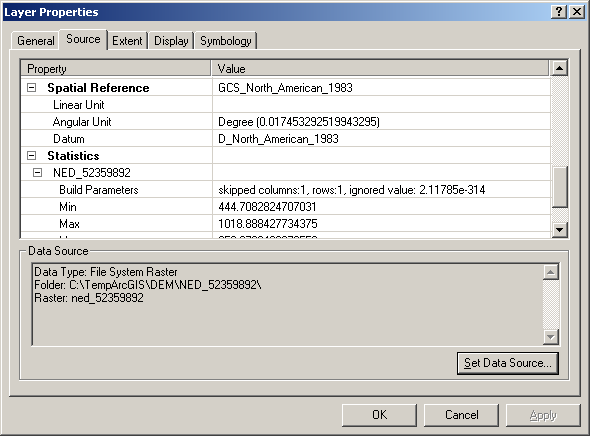 Layer Properties
General Source Extent Display Symbology
Property Value
Spatial Reference GCS_North_American_1983
Linear Unit
Angular Unit Degree (0.017453292519943295)
Datum D_North_American_1983
Statistics
NED_52359892
Build Parameters skipped columns:1, rows:1, ignored value: 2.11785e-314
Min 444.7082824707031
Max 1018.888427734375
Data Source
Data Type: File System Raster
Folder: C:\TempArcGIS\DEM\NED_52359892\
Raster: ned_52359892
Set Data Source...
OK Cancel Apply